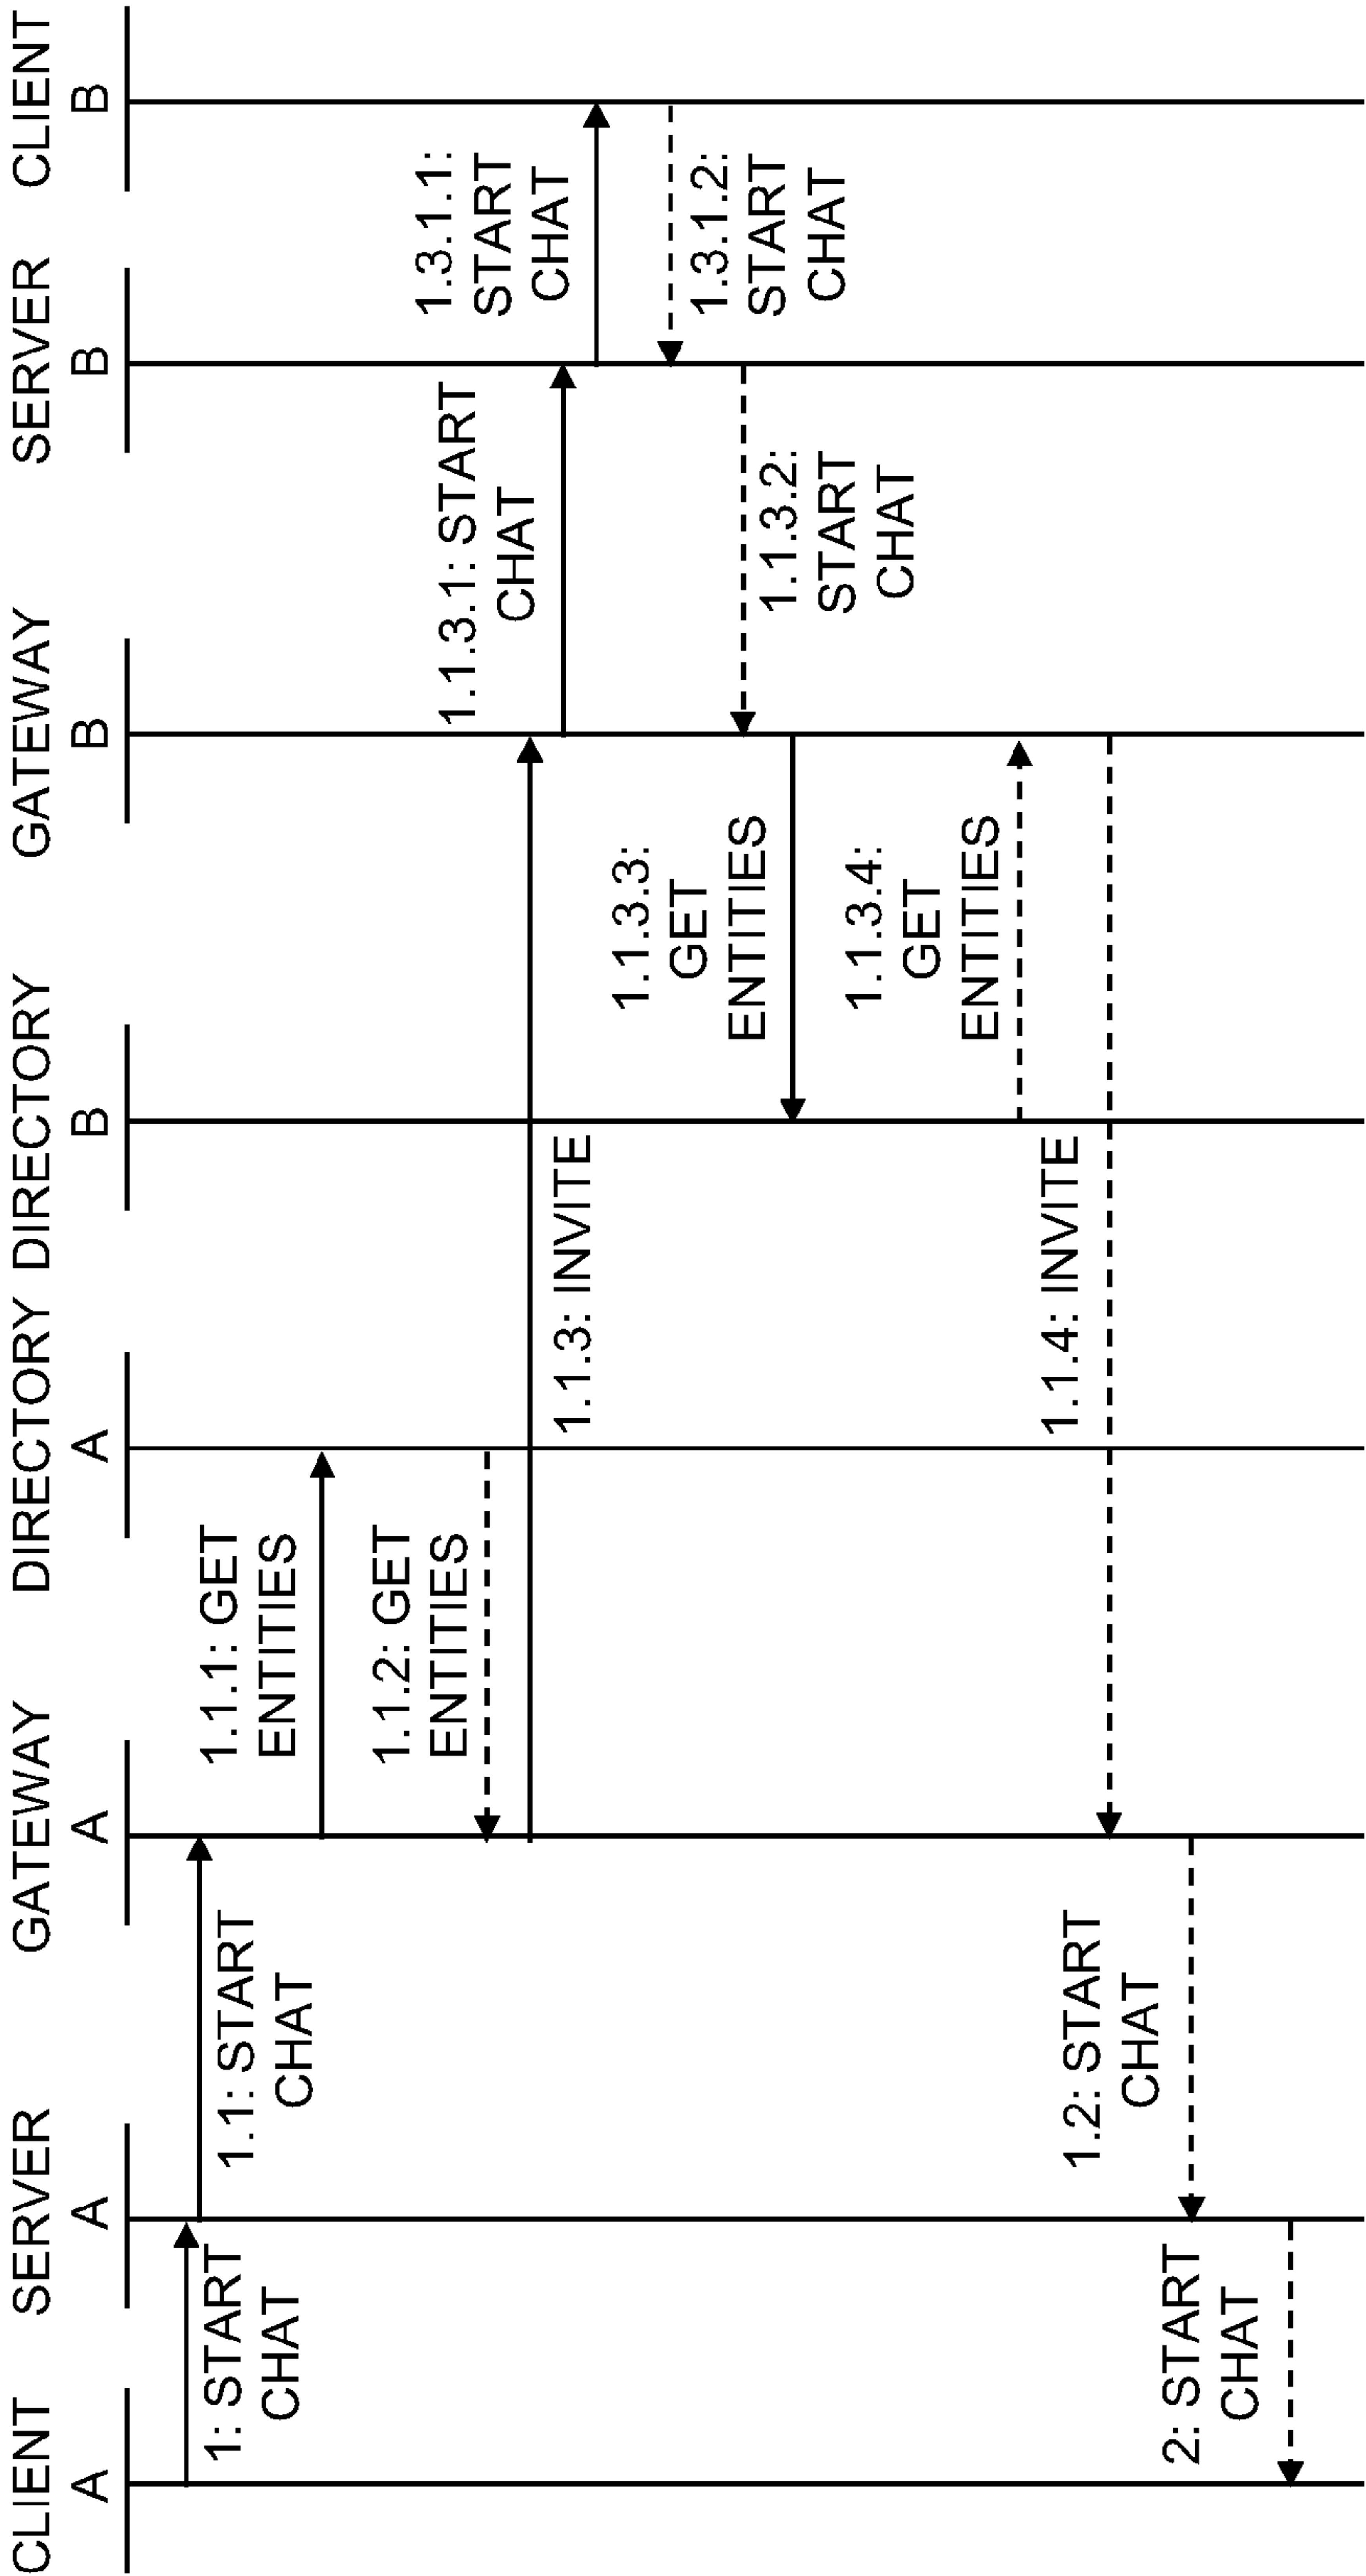 CLIENT
A
SERVER
A
GATEWAY
A
DIRECTORY
A
DIRECTORY
B
GATEWAY
B
SERVER
B
CLIENT
B
1: START
CHAT
1.1: START
CHAT
1.1.1: GET
ENTITIES
1.1.2: GET
ENTITIES
1.1.3: INVITE
1.1.3.1: START
CHAT
1.3.1.1:
START
CHAT
1.3.1.2:
START
CHAT
1.1.3.2:
START
CHAT
1.1.3.3:
GET
ENTITIES
1.1.3.4:
GET
ENTITIES
1.1.4: INVITE
1.2: START
CHAT
2: START
CHAT